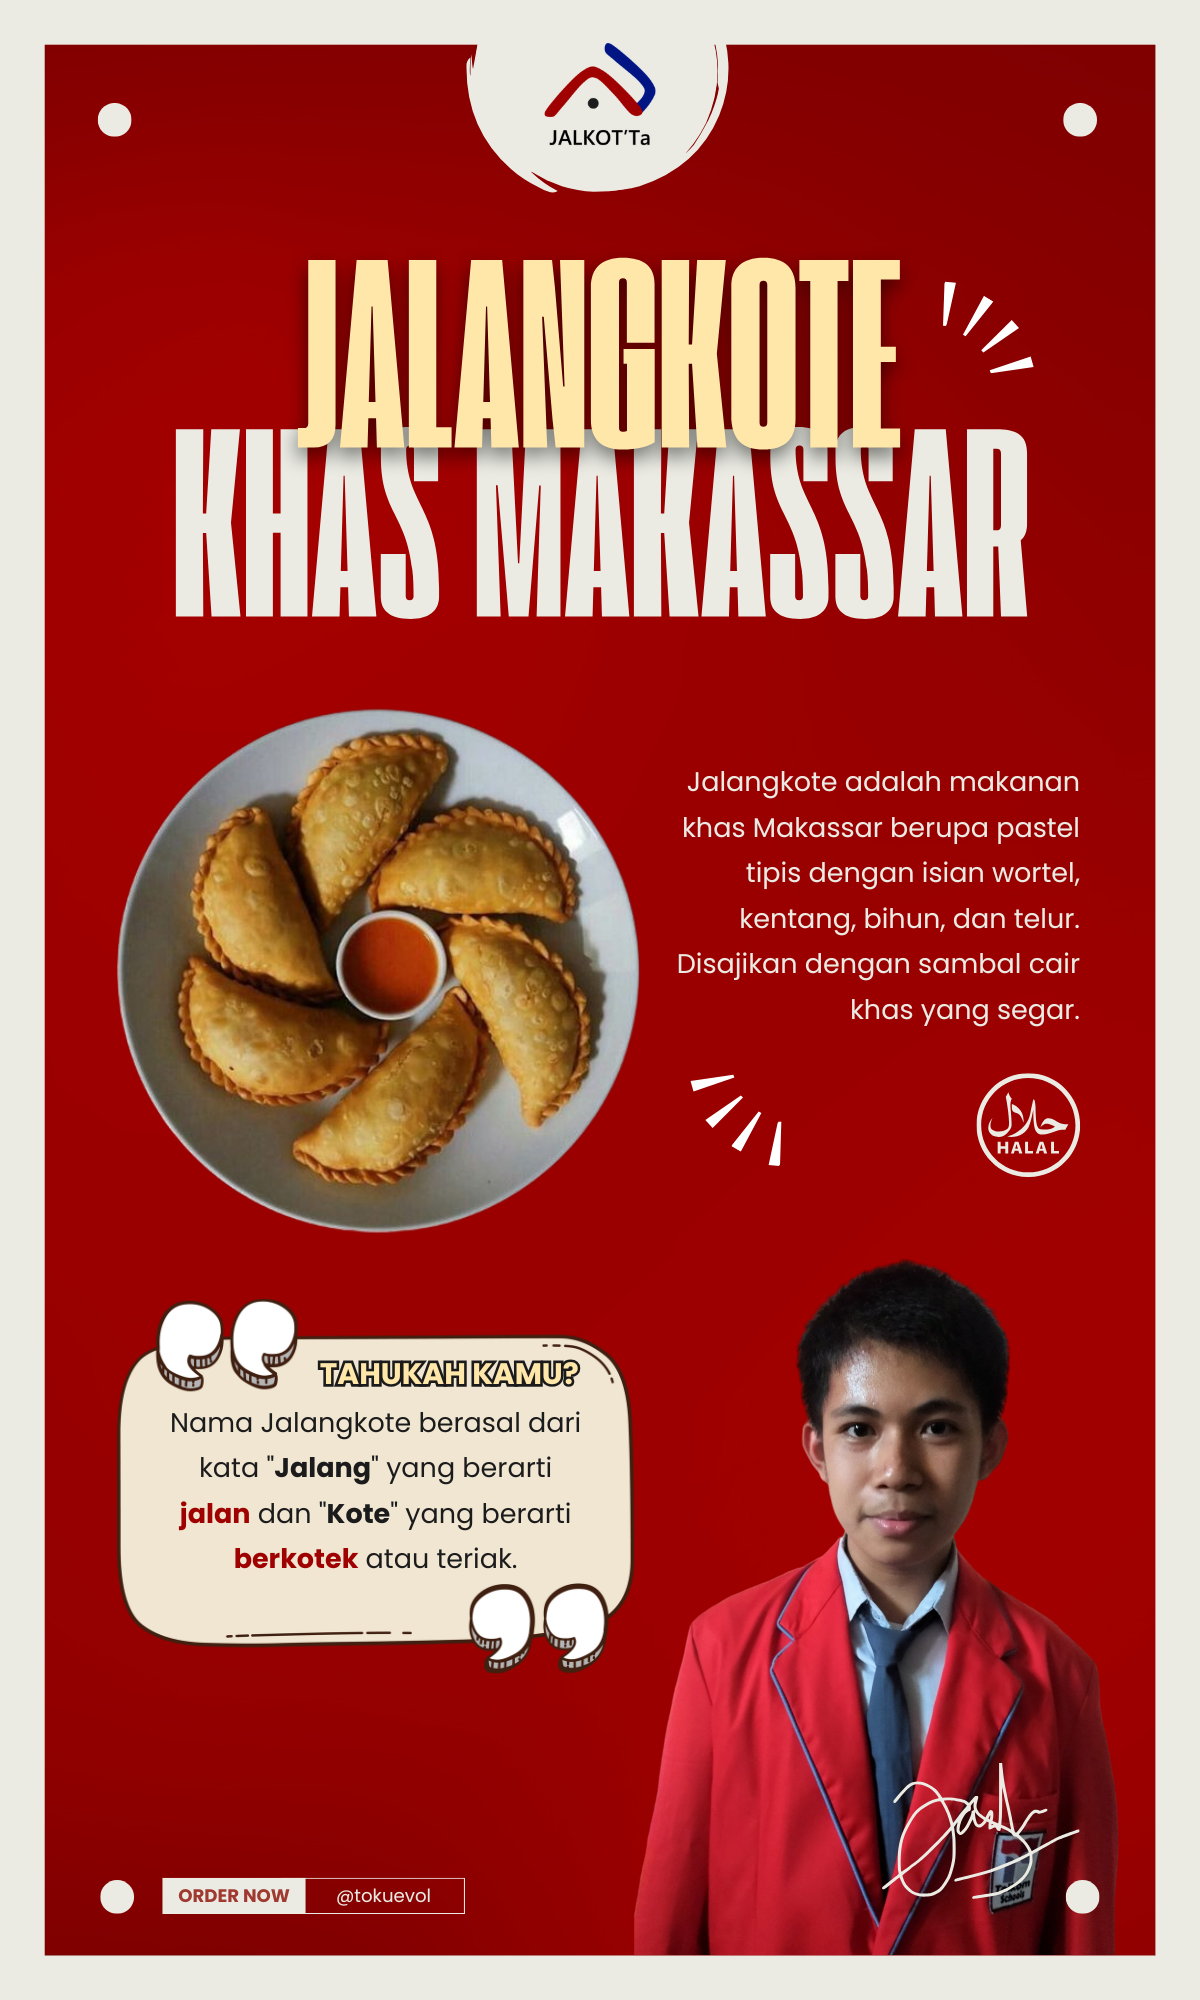 JALKOT'Ta
JALANGKOTE
KHAS MAKASSAR
Jalangkote adalah makanan
khas Makassar berupa pastel
tipis dengan isian wortel,
kentang, bihun, dan telur.
Disajikan dengan sambal cair
khas yang segar.
حلال
HALAL
TAHUKAH KAMU?
Nama Jalangkote berasal dari
kata "Jalang" yang berarti
jalan dan "Kote" yang berarti
berkotek atau teriak.
Schools
ORDER NOW
@tokuevol